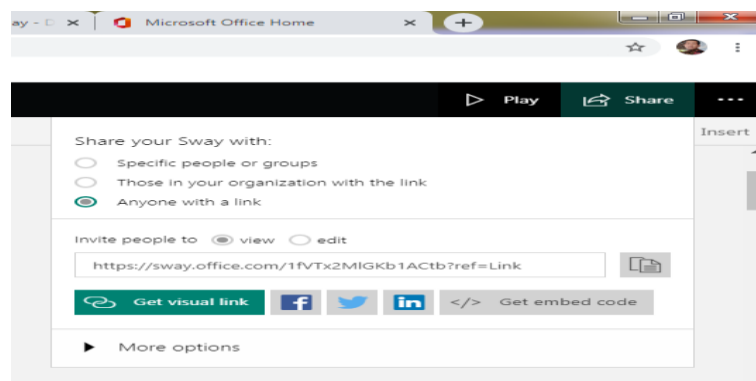 ay - D
Microsoft Office Home
Play
Share
Insert
Share your Sway with:
Specific people or groups
Those in your organization with the link
Anyone with a link
Invite people to view edit
https://sway.office.com/1fVTx2MlGKb1ACtb?ref=Link
Get visual link
</> Get embed code
More options